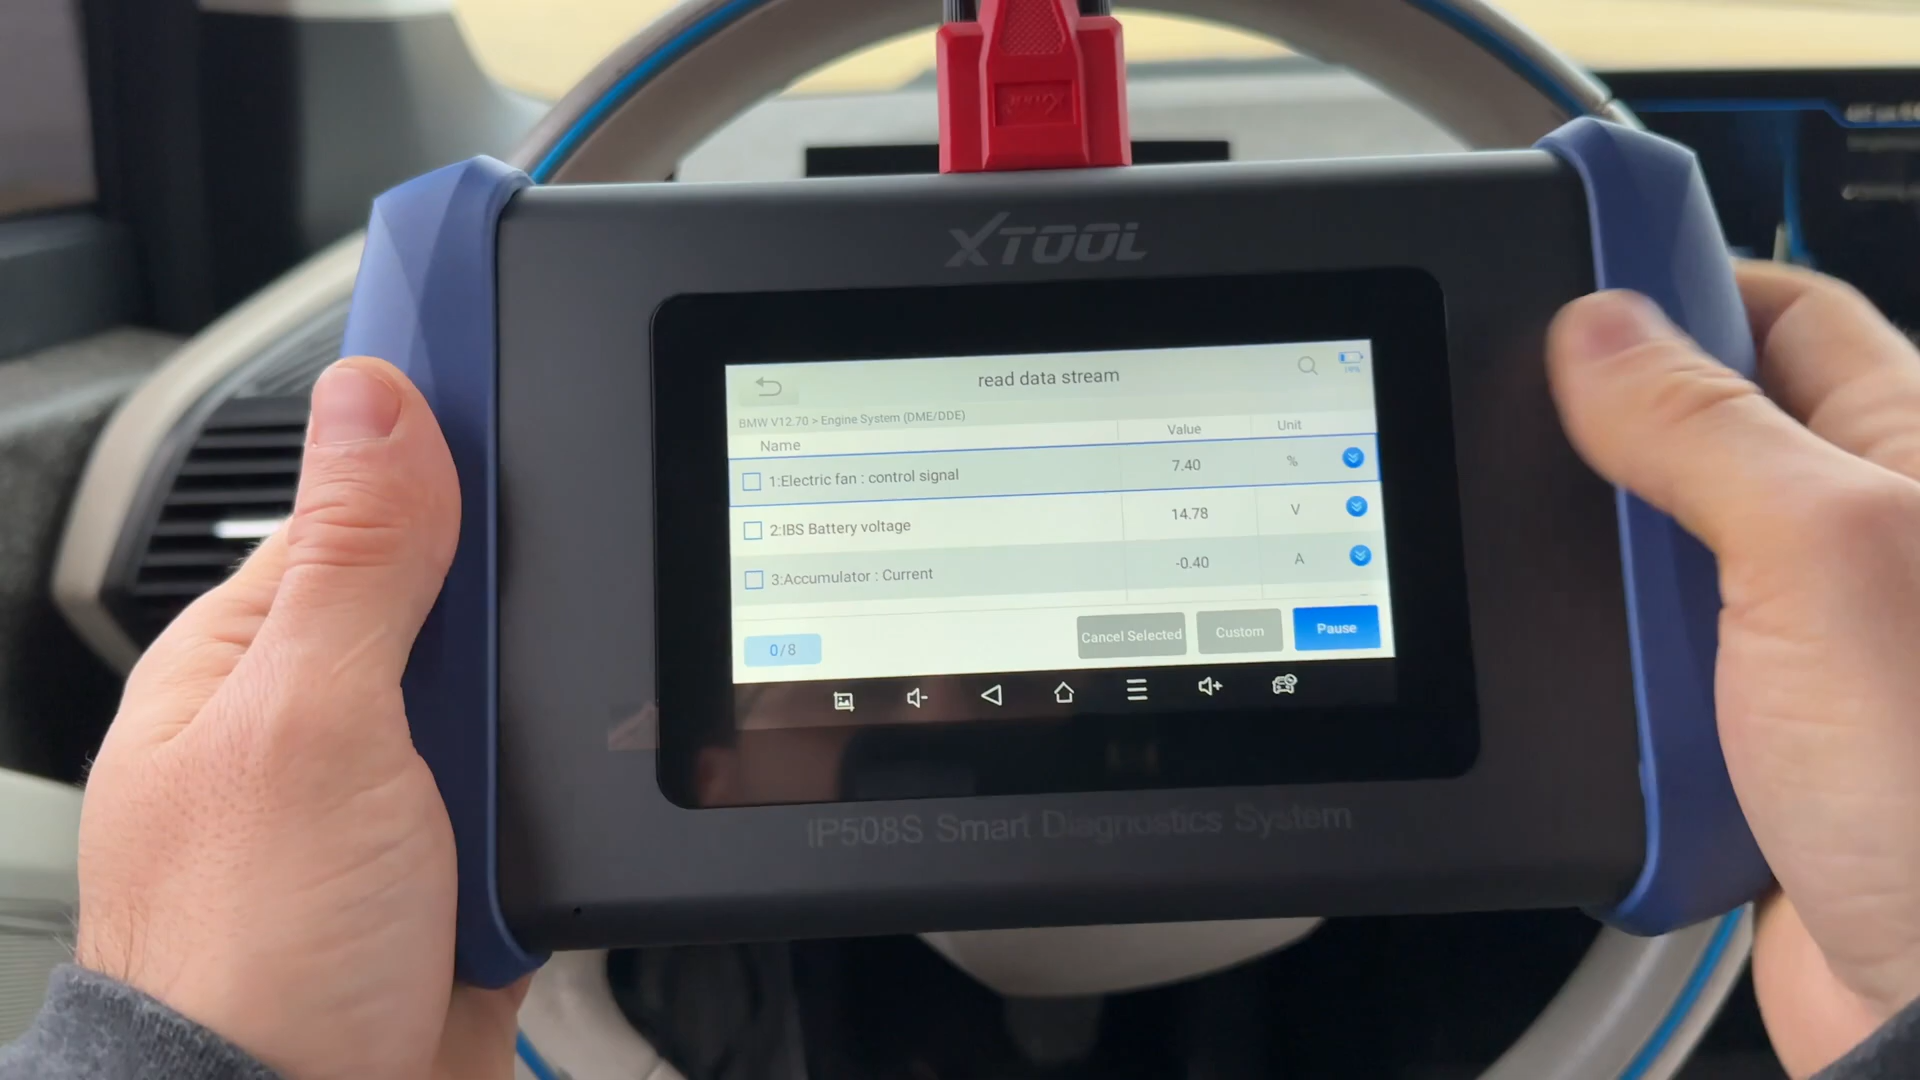 XTOOL
read data stream
BMW V12.70 > Engine System (DME/DDE)
Name Value Unit
1:Electric fan : control signal 7.40 %
2:IBS Battery voltage 14.78 V
3:Accumulator : Current -0.40 A
0/8 Cancel Selected Custom Pause
IP508S Smart Diagnostics System